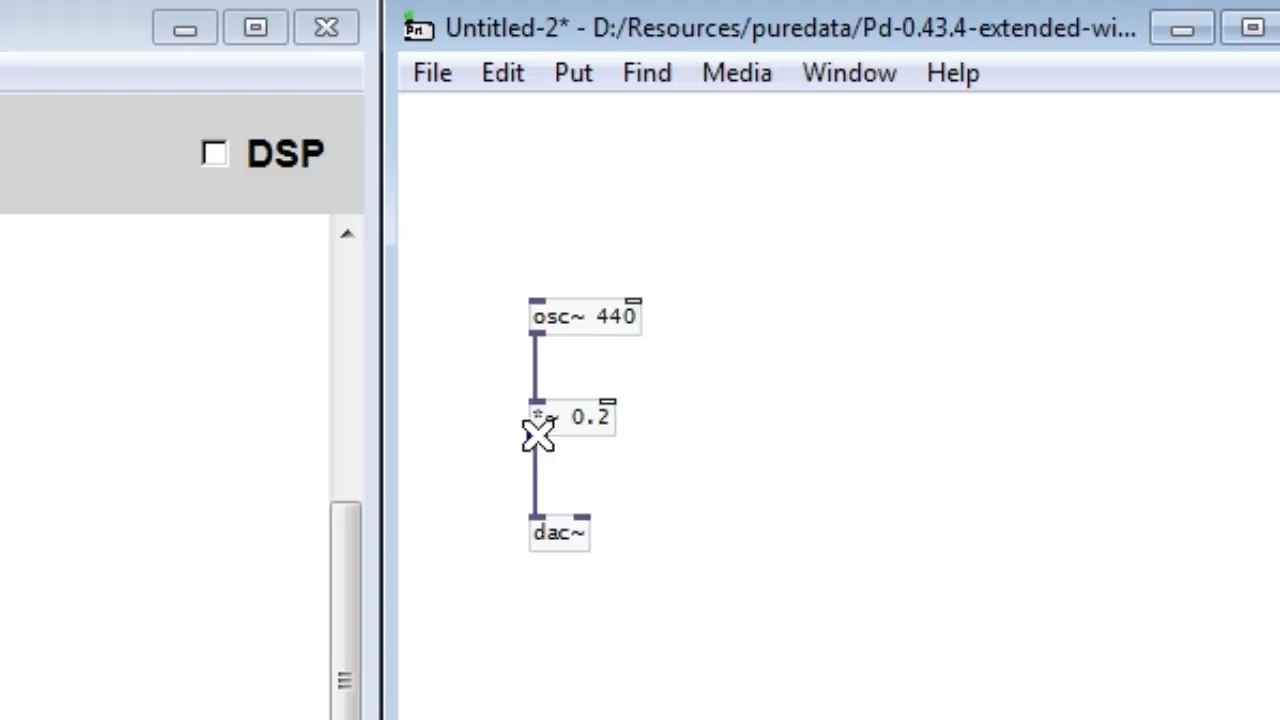 Untitled-2* - D:/Resources/puredata/Pd-0.43.4-extended-wi...
File Edit Put Find Media Window Help
DSP
osc~ 440
*~ 0.2
dac~